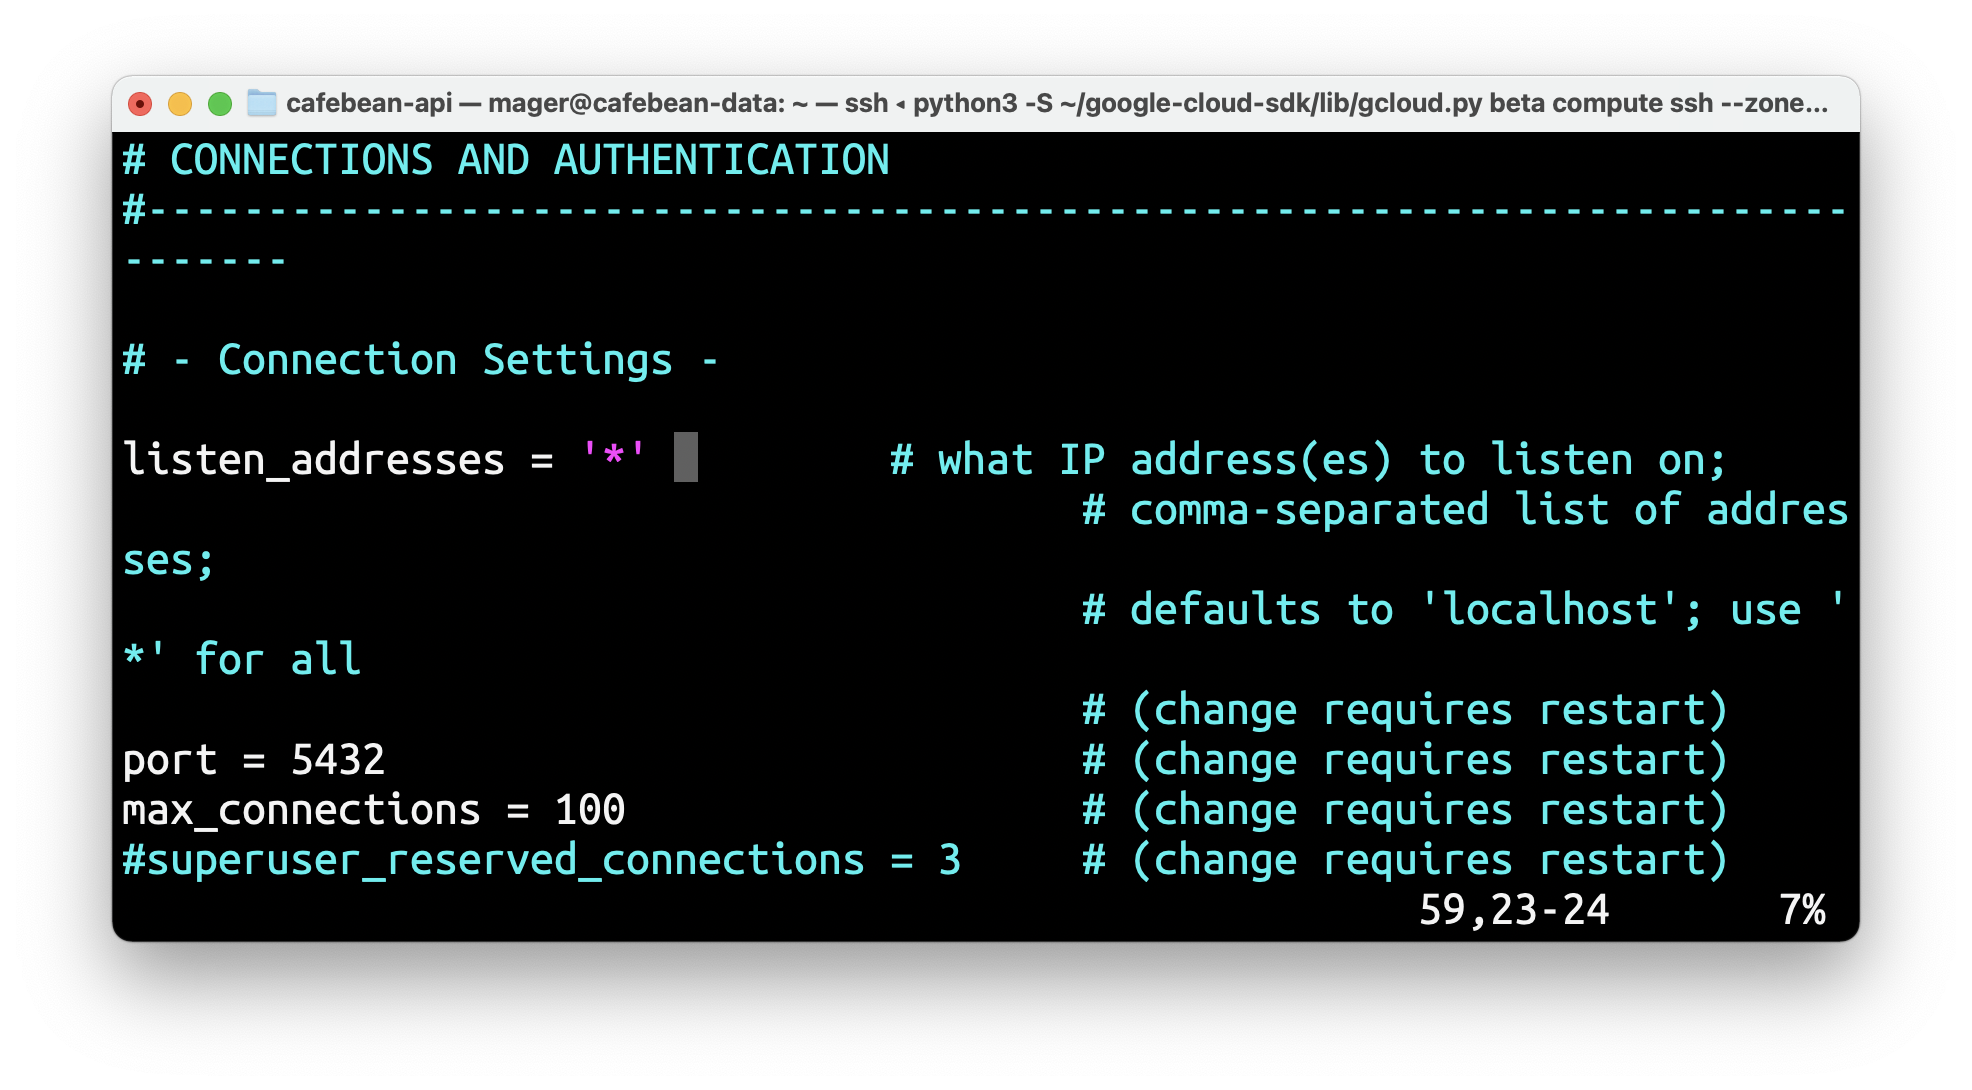 cafebean-api — mager@cafebean-data: ~ — ssh ◂ python3 -S ~/google-cloud-sdk/lib/gcloud.py beta compute ssh --zone...
# CONNECTIONS AND AUTHENTICATION
#-----------------------------------------------------------------------
-------
# - Connection Settings -
listen_addresses = '*'          # what IP address(es) to listen on;
                                        # comma-separated list of addres
ses;
                                        # defaults to 'localhost'; use '
*' for all
                                        # (change requires restart)
port = 5432                             # (change requires restart)
max_connections = 100                   # (change requires restart)
#superuser_reserved_connections = 3     # (change requires restart)
59,23-24       7%